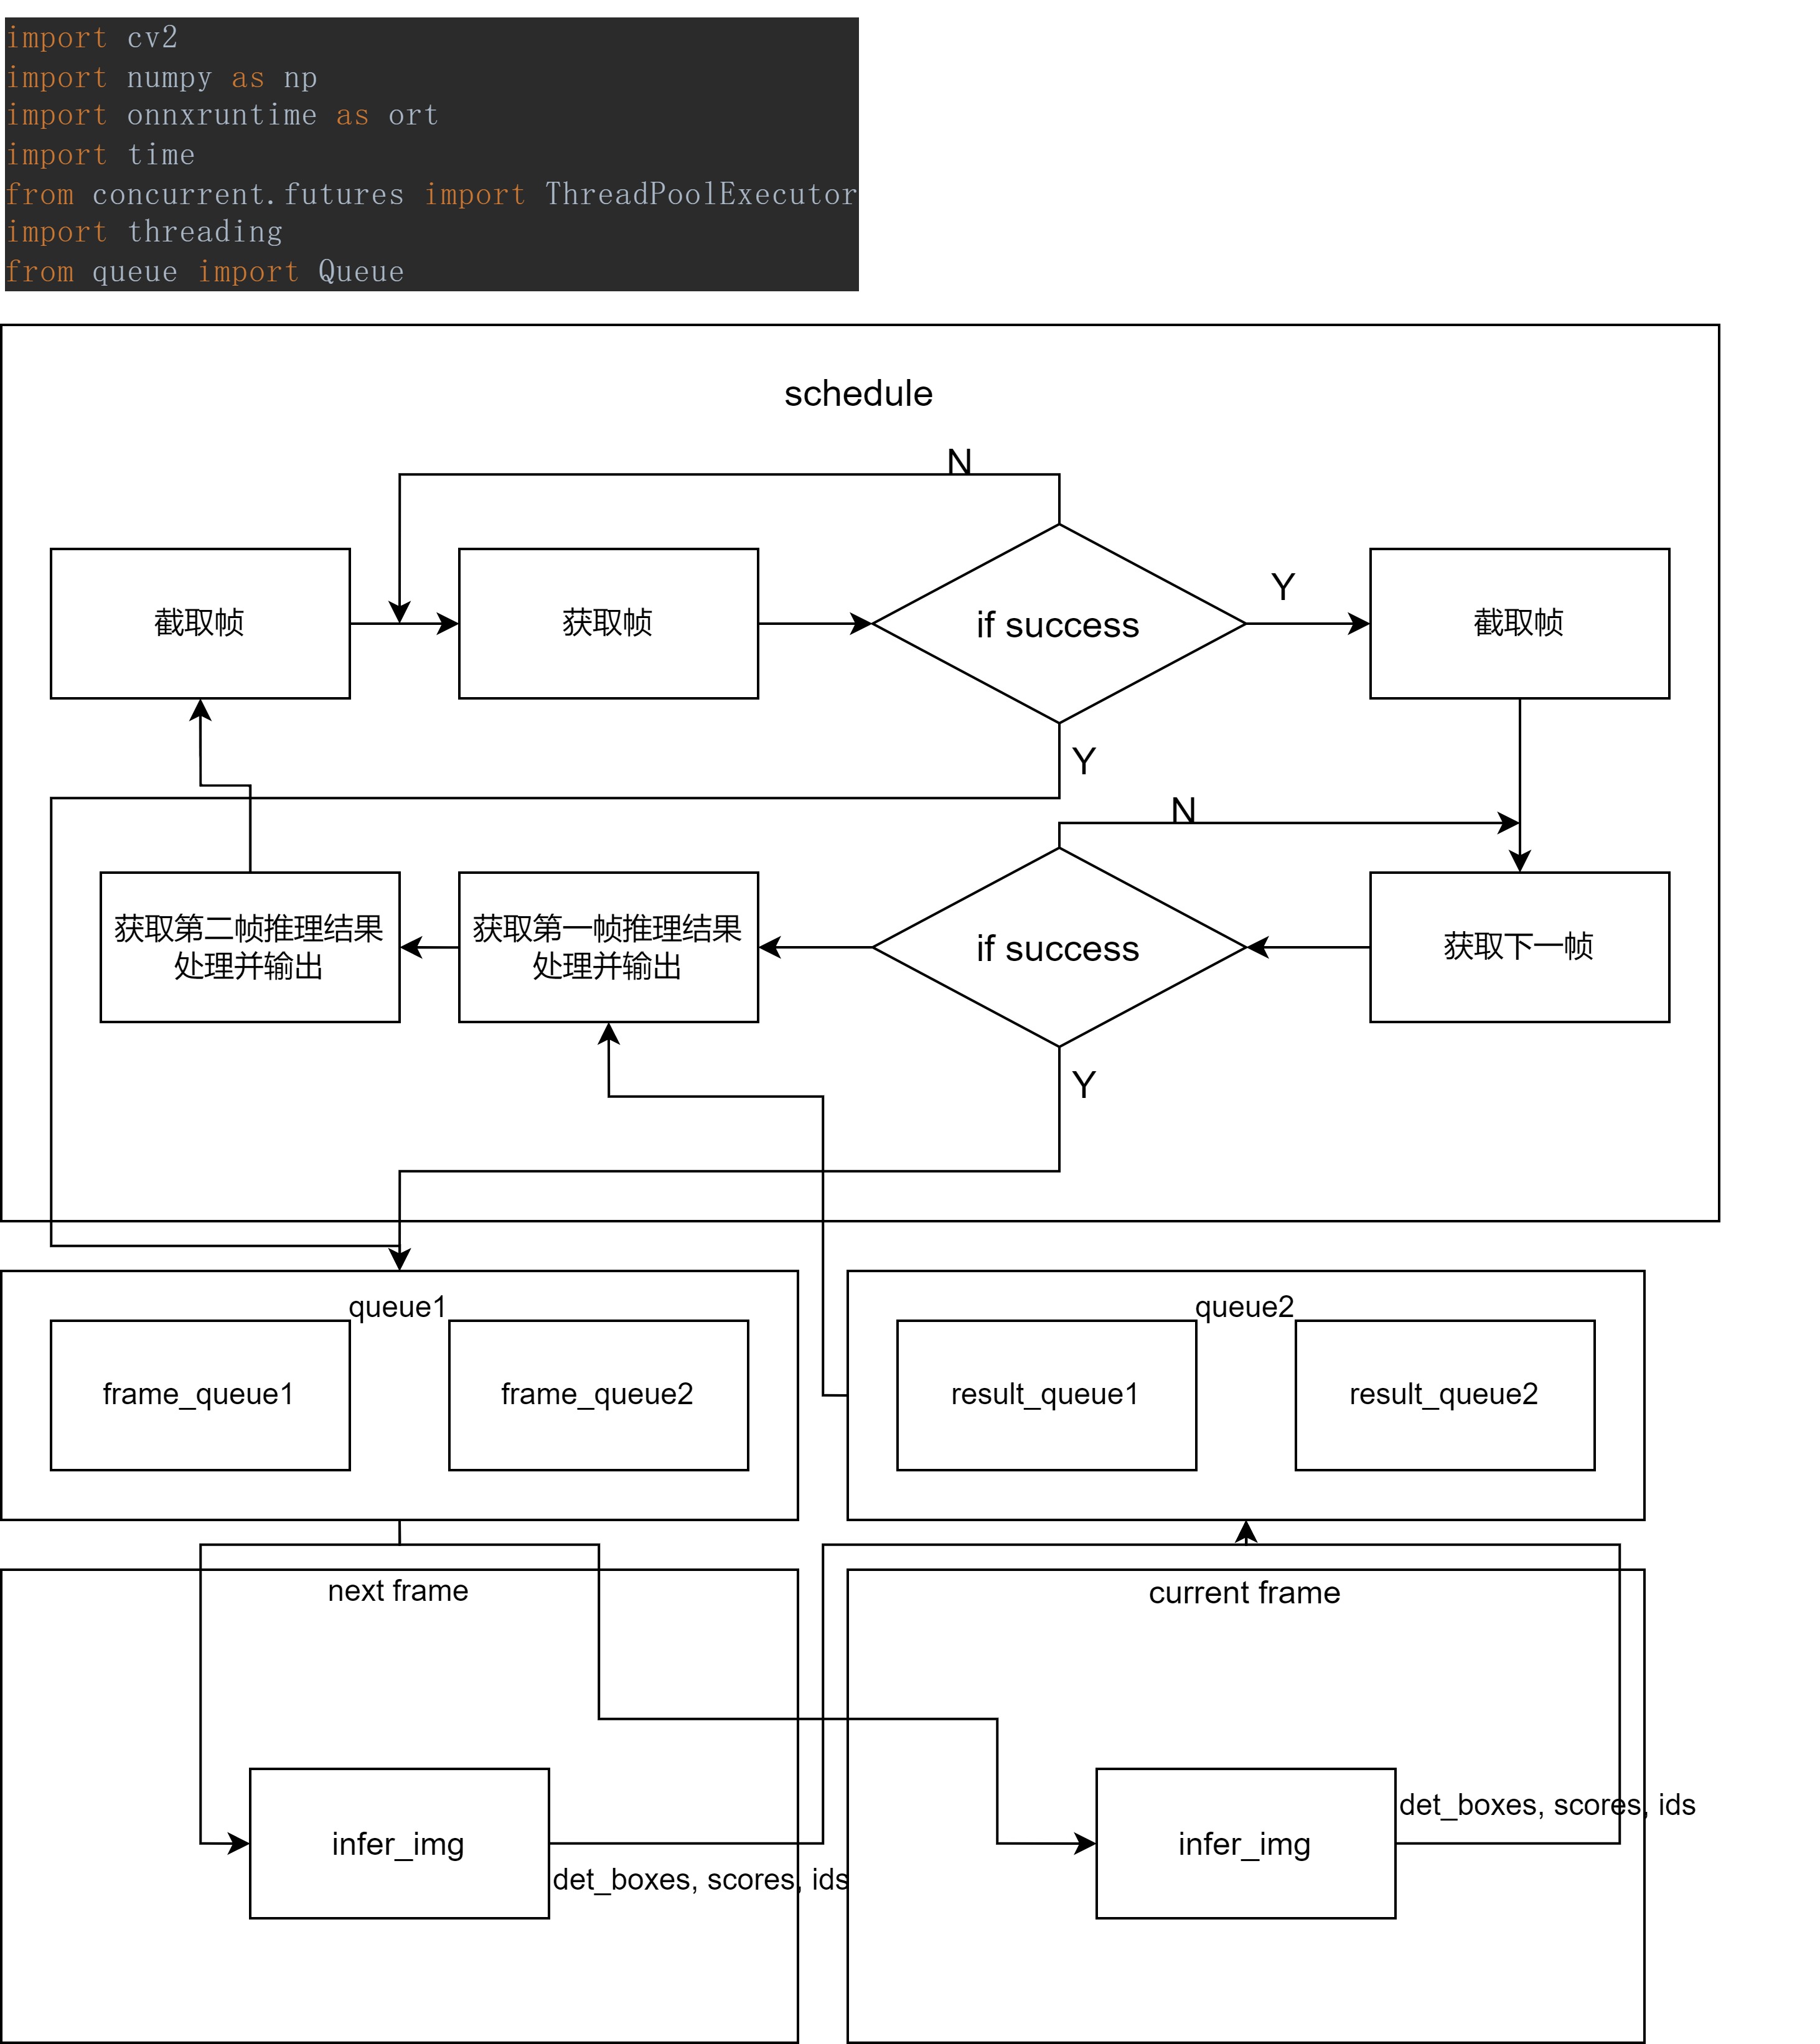 import cv2
import numpy as np
import onnxruntime as ort
import time
from concurrent.futures import ThreadPoolExecutor
import threading
from queue import Queue
schedule
N
截取帧
获取帧
if success
Y
截取帧
Y
N
获取第二帧推理结果
处理并输出
获取第一帧推理结果
处理并输出
if success
获取下一帧
Y
queue1
frame_queue1
frame_queue2
queue2
result_queue1
result_queue2
next frame
infer_img
det_boxes, scores, ids
current frame
infer_img
det_boxes, scores, ids